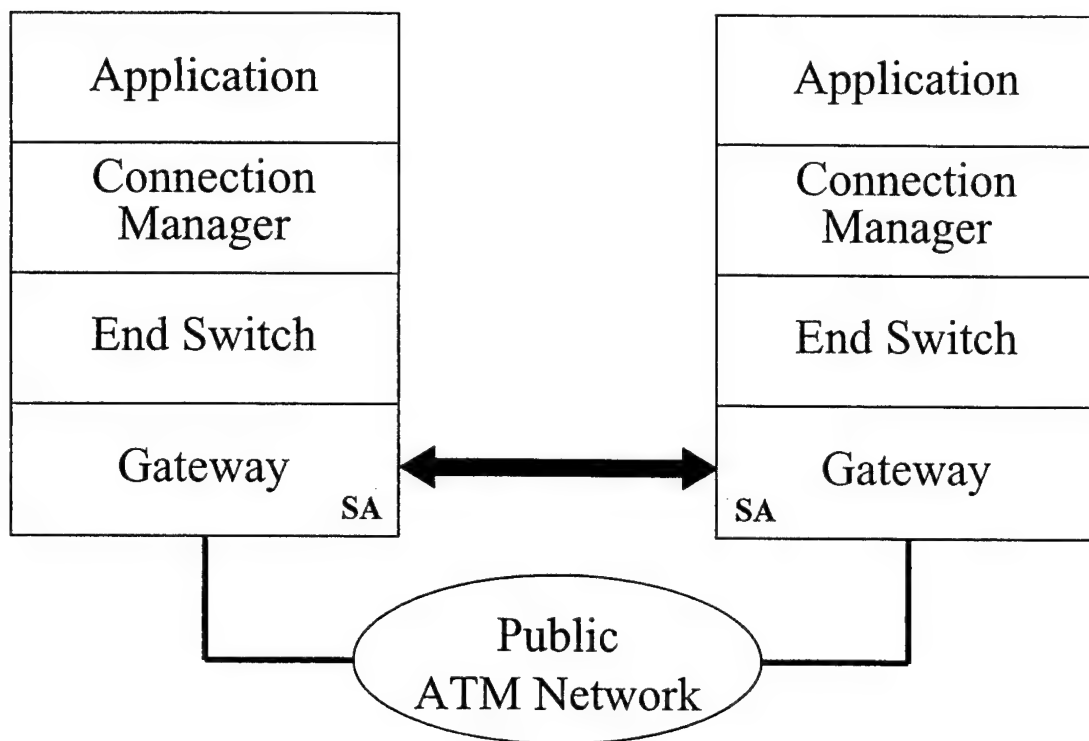 Application
Connection
Manager
End Switch
Gateway
SA
Application
Connection
Manager
End Switch
Gateway
SA
Public
ATM Network